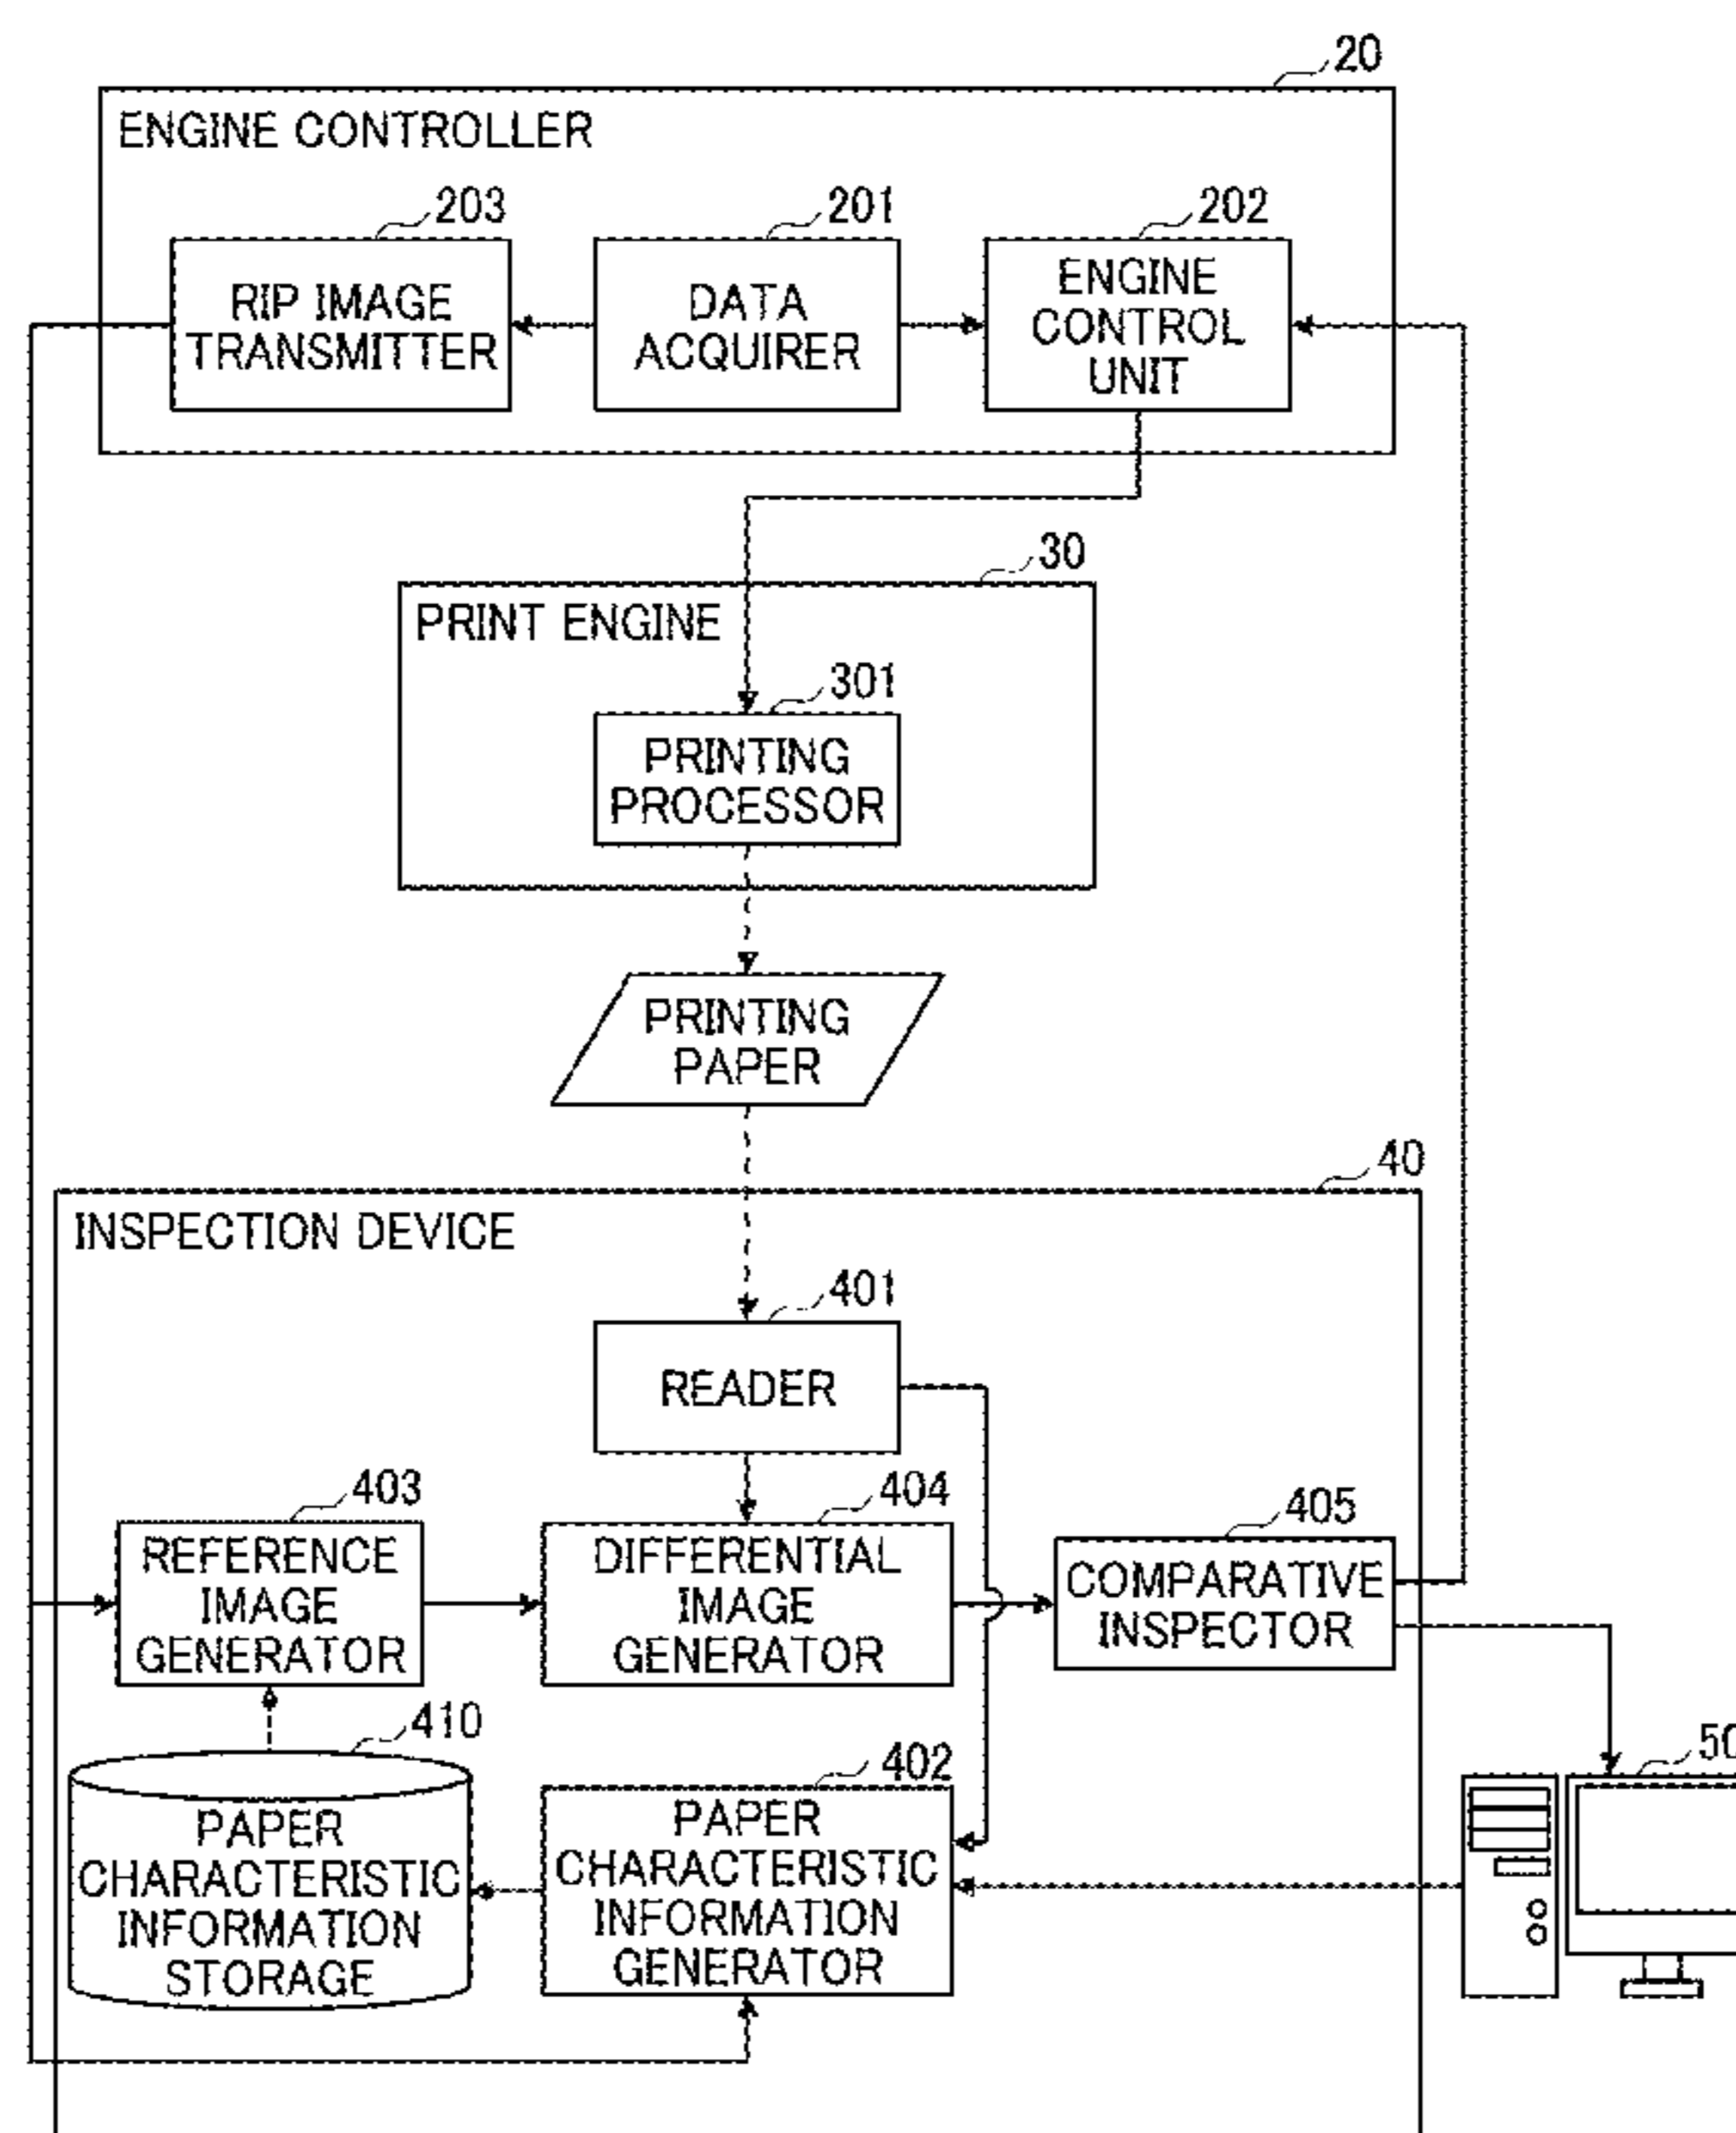 20
ENGINE CONTROLLER
203
201
202
RIP IMAGE
TRANSMITTER
DATA
ACQUIRER
ENGINE
CONTROL
UNIT
30
PRINT ENGINE
301
PRINTING
PROCESSOR
PRINTING
PAPER
40
INSPECTION DEVICE
401
READER
403
404
405
REFERENCE
IMAGE
GENERATOR
DIFFERENTIAL
IMAGE
GENERATOR
COMPARATIVE
INSPECTOR
410
402
50
PAPER
CHARACTERISTIC
INFORMATION
STORAGE
PAPER
CHARACTERISTIC
INFORMATION
GENERATOR